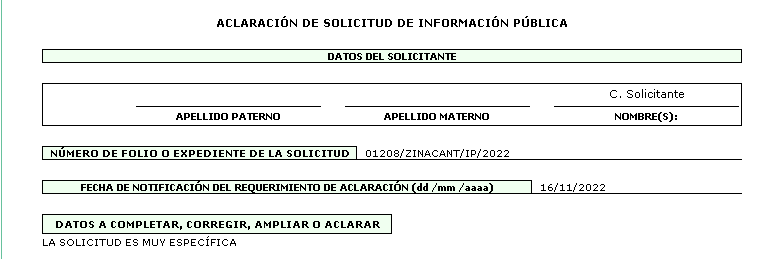 ACLARACIÓN DE SOLICITUD DE INFORMACIÓN PÚBLICA
DATOS DEL SOLICITANTE
C. Solicitante
APELLIDO PATERNO APELLIDO MATERNO NOMBRE(S):
NÚMERO DE FOLIO O EXPEDIENTE DE LA SOLICITUD 01208/ZINACANT/IP/2022
FECHA DE NOTIFICACIÓN DEL REQUERIMIENTO DE ACLARACIÓN (dd /mm /aaaa) 16/11/2022
DATOS A COMPLETAR, CORREGIR, AMPLIAR O ACLARAR
LA SOLICITUD ES MUY ESPECÍFICA